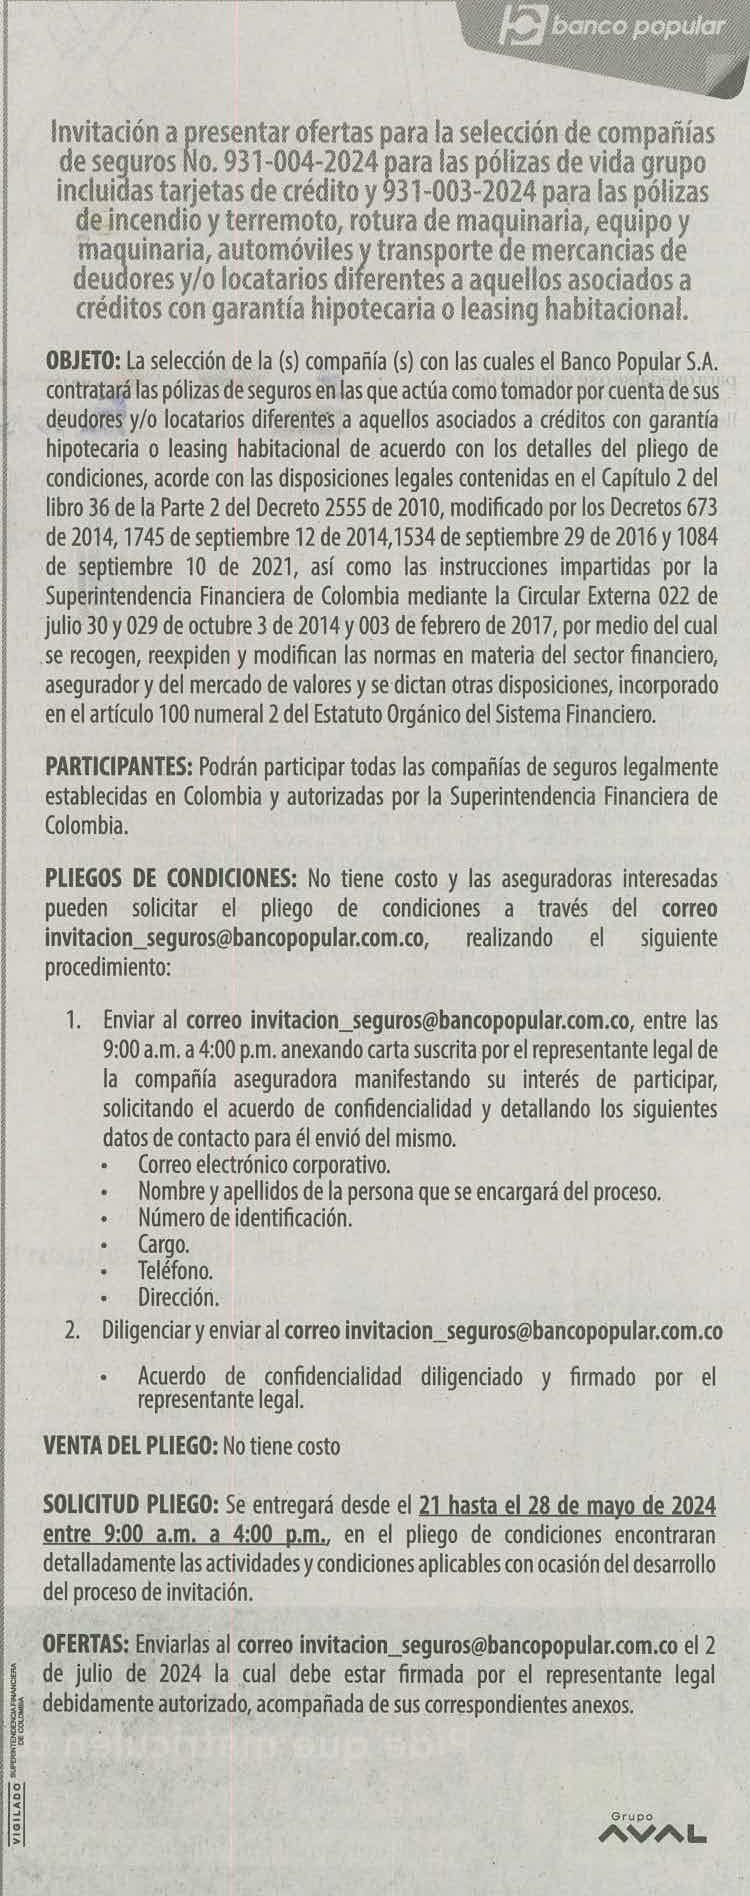 banco popular
Invitación a presentar ofertas para la selección de compañías
de seguros No. 931-004-2024 para las pólizas de vida grupo
incluidas tarjetas de crédito y 931-003-2024 para las pólizas
de incendio y terremoto, rotura de maquinaria, equipo y
maquinaria, automóviles y transporte de mercancias de
deudores y/o locatarios diferentes a aquellos asociados a
créditos con garantía hipotecaria o leasing habitacional.
OBJETO: La selección de la (s) compañía (s) con las cuales el Banco Popular S.A.
contratará las pólizas de seguros en las que actúa como tomador por cuenta de sus
deudores y/o locatarios diferentes a aquellos asociados a créditos con garantía
hipotecaria o leasing habitacional de acuerdo con los detalles del pliego de
condiciones, acorde con las disposiciones legales contenidas en el Capítulo 2 del
libro 36 de la Parte 2 del Decreto 2555 de 2010, modificado por los Decretos 673
de 2014, 1745 de septiembre 12 de 2014,1534 de septiembre 29 de 2016 y 1084
de septiembre 10 de 2021, así como las instrucciones impartidas por la
Superintendencia Financiera de Colombia mediante la Circular Externa 022 de
julio 30 y 029 de octubre 3 de 2014 y 003 de febrero de 2017, por medio del cual
se recogen, reexpiden y modifican las normas en materia del sector financiero,
asegurador y del mercado de valores y se dictan otras disposiciones, incorporado
en el artículo 100 numeral 2 del Estatuto Orgánico del Sistema Financiero.
PARTICIPANTES: Podrán participar todas las compañías de seguros legalmente
establecidas en Colombia y autorizadas por la Superintendencia Financiera de
Colombia.
PLIEGOS DE CONDICIONES: No tiene costo y las aseguradoras interesadas
pueden solicitar el pliego de condiciones a través del correo
invitacion_seguros@bancopopular.com.co, realizando el siguiente
procedimiento:
1. Enviar al correo invitacion_seguros@bancopopular.com.co, entre las
9:00 a.m. a 4:00 p.m. anexando carta suscrita por el representante legal de
la compañía aseguradora manifestando su interés de participar,
solicitando el acuerdo de confidencialidad y detallando los siguientes
datos de contacto para él envió del mismo.
• Correo electrónico corporativo.
• Nombre y apellidos de la persona que se encargará del proceso.
• Número de identificación.
• Cargo.
• Teléfono.
• Dirección.
2. Diligenciar y enviar al correo invitacion_seguros@bancopopular.com.co
• Acuerdo de confidencialidad diligenciado y firmado por el
representante legal.
VENTA DEL PLIEGO: No tiene costo
SOLICITUD PLIEGO: Se entregará desde el 21 hasta el 28 de mayo de 2024
entre 9:00 a.m. a 4:00 p.m., en el pliego de condiciones encontraran
detalladamente las actividades y condiciones aplicables con ocasión del desarrollo
del proceso de invitación.
OFERTAS: Enviarlas al correo invitacion_seguros@bancopopular.com.co el 2
de julio de 2024 la cual debe estar firmada por el representante legal
debidamente autorizado, acompañada de sus correspondientes anexos.
VIGILADO SUPERINTENDENCIA FINANCIERA
DE COLOMBIA
Grupo
AVAL